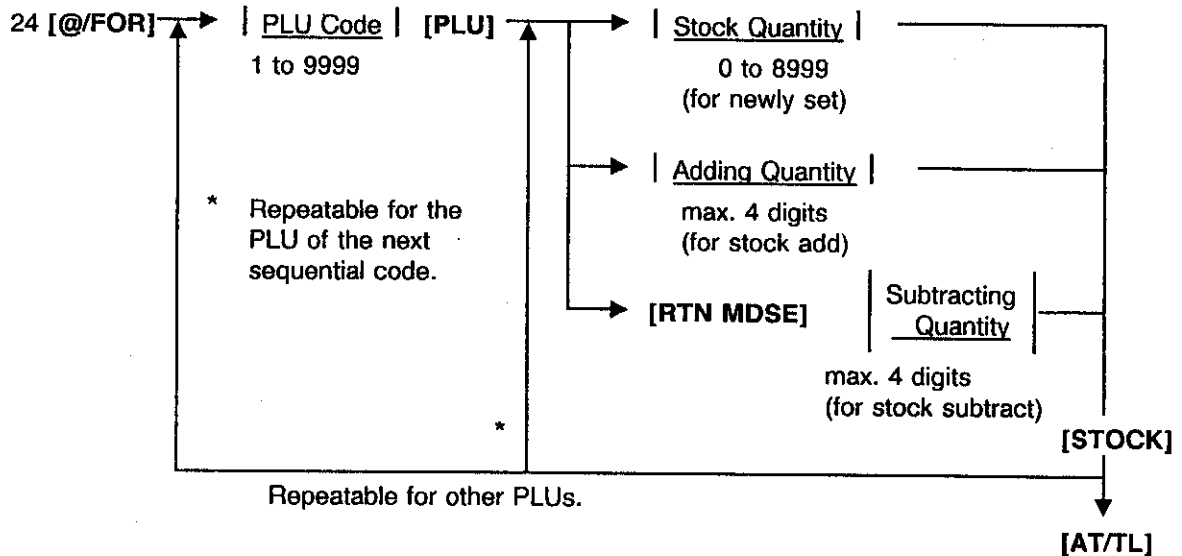 24 [@/FOR] | PLU Code | [PLU] | Stock Quantity |
1 to 9999
0 to 8999
(for newly set)
| Adding Quantity |
max. 4 digits
(for stock add)
* Repeatable for the
PLU of the next
sequential code.
[RTN MDSE] | Subtracting
Quantity |
max. 4 digits
(for stock subtract)
*
[STOCK]
Repeatable for other PLUs.
[AT/TL]